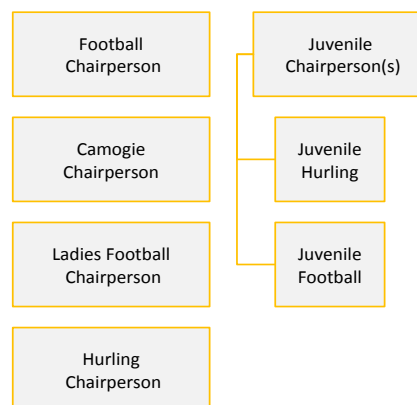 Football
Chairperson
Juvenile
Chairperson(s)
Camogie
Chairperson
Juvenile
Hurling
Ladies Football
Chairperson
Juvenile
Football
Hurling
Chairperson